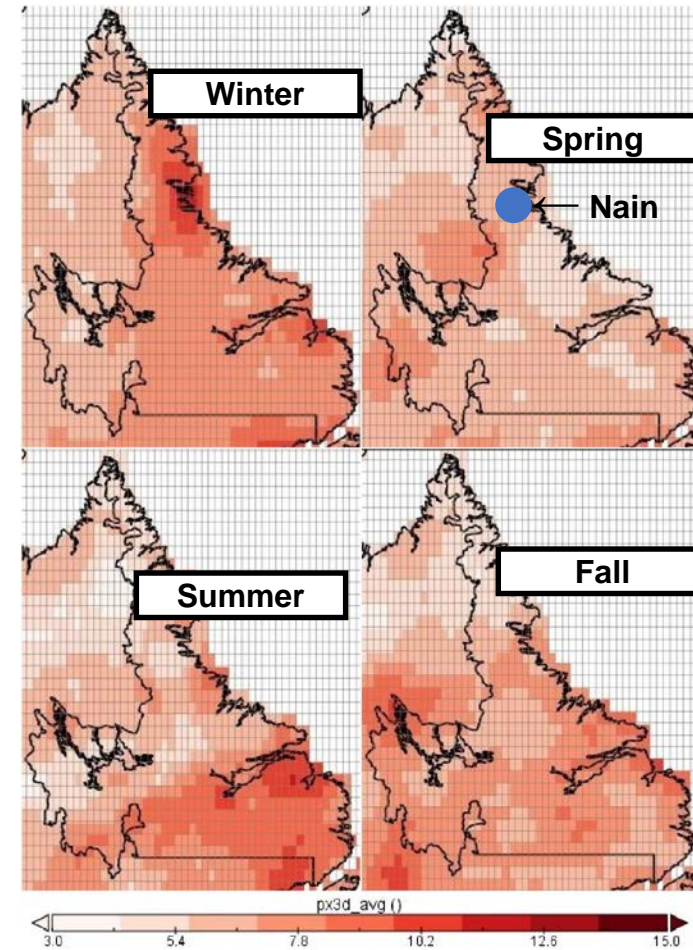 Winter
Spring
← Nain
Summer
Fall
px3d_avg ()
3.0 5.4 7.8 10.2 12.6 15.0